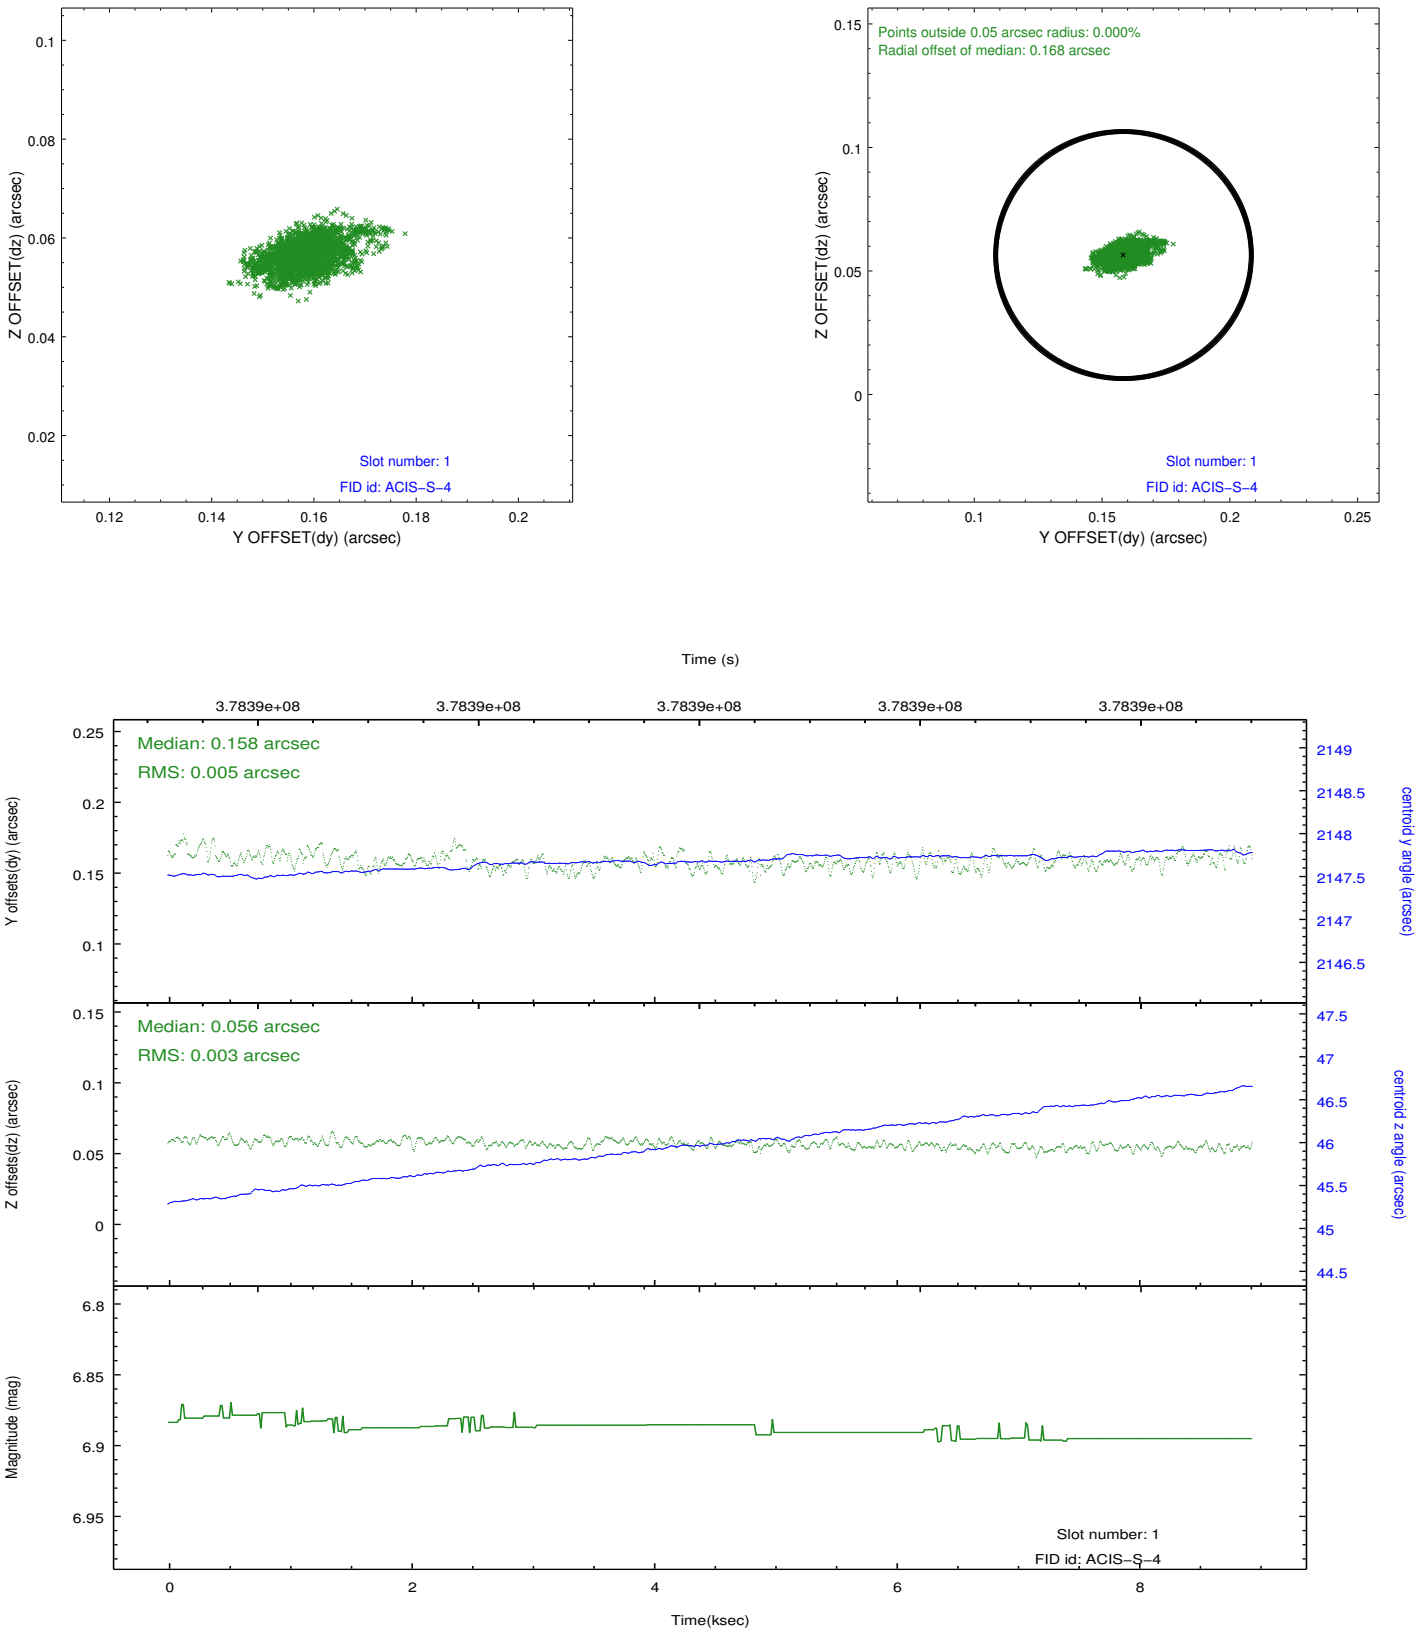 0.1
0.08
0.06
0.04
0.02
Z OFFSET(dz) (arcsec)
Slot number: 1
FID id: ACIS−S−4
0.12 0.14 0.16 0.18 0.2
Y OFFSET(dy) (arcsec)
Points outside 0.05 arcsec radius: 0.000%
Radial offset of median: 0.168 arcsec
0.15
0.1
0.05
0
Z OFFSET(dz) (arcsec)
Slot number: 1
FID id: ACIS−S−4
0.1 0.15 0.2 0.25
Y OFFSET(dy) (arcsec)
Time (s)
3.7839e+08 3.7839e+08 3.7839e+08 3.7839e+08 3.7839e+08
Median: 0.158 arcsec
RMS: 0.005 arcsec
0.25
0.2
0.15
0.1
Y offsets(dy) (arcsec)
2149
2148.5
2148
2147.5
2147
2146.5
centroid y angle (arcsec)
Median: 0.056 arcsec
RMS: 0.003 arcsec
0.15
0.1
0.05
0
Z offsets(dz) (arcsec)
47.5
47
46.5
46
45.5
45
44.5
centroid z angle (arcsec)
6.8
6.85
6.9
6.95
Magnitude (mag)
Slot number: 1
FID id: ACIS−S−4
0 2 4 6 8
Time(ksec)